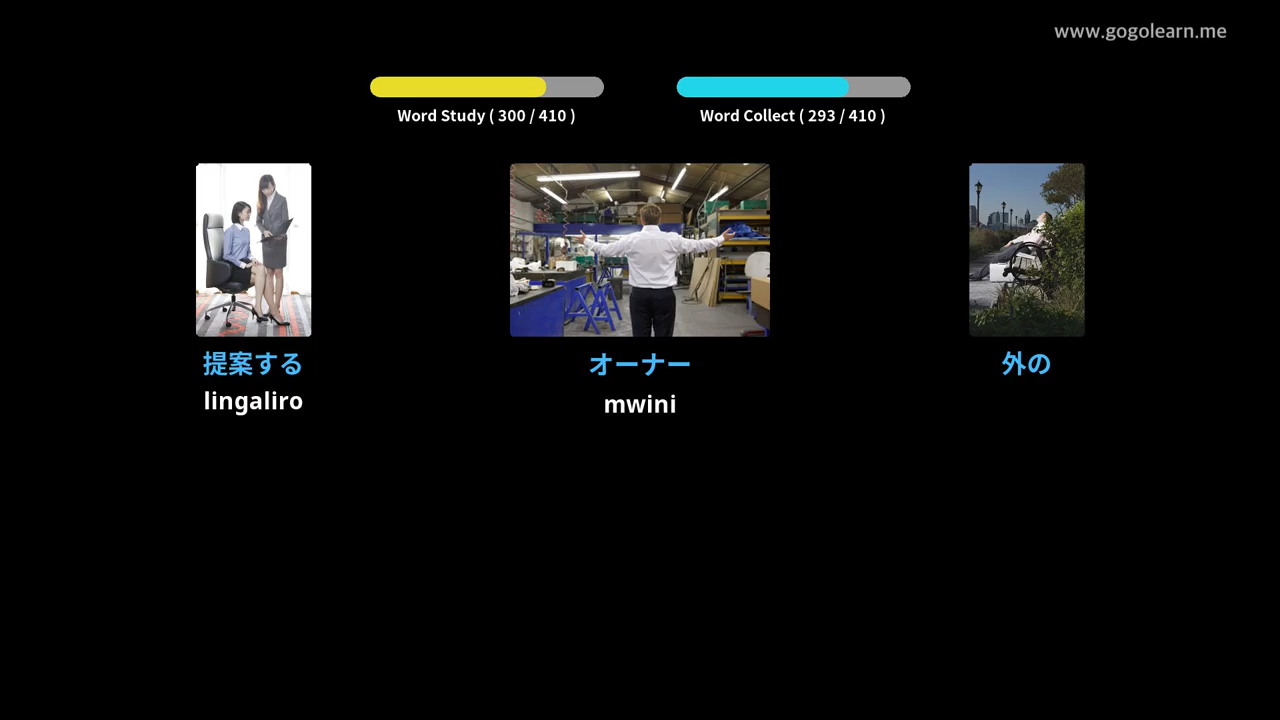 www.gogolearn.me
Word Study ( 300 / 410 )
Word Collect ( 293 / 410 )
提案する
オーナー
外の
lingaliro
mwini